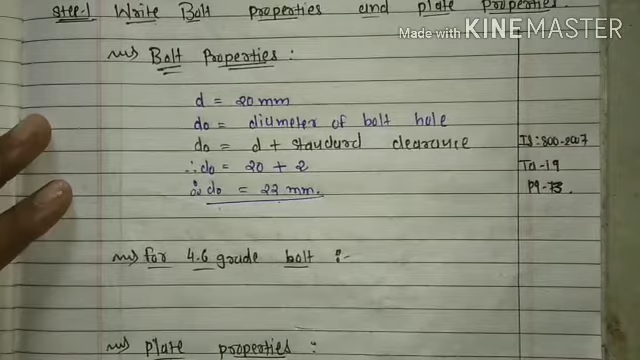 Step-1 Write Bolt properties and plate properties.
Made with KINEMASTER
Bolt Properties :
d = 20 mm
do = diameter of bolt hole
do = d + standard clearance IS:800-2007
∴ do = 20 + 2 Ta-19
∴ do = 22 mm. Pg-73
for 4.6 grade bolt :-
plate properties :